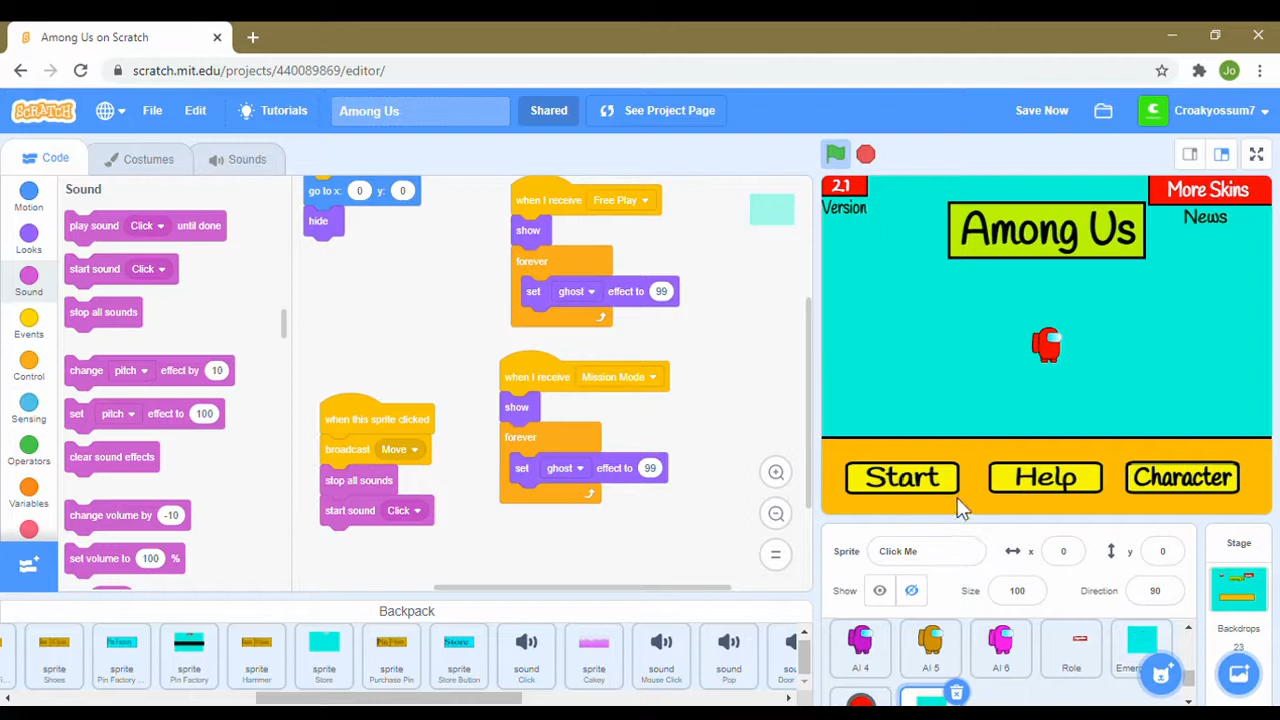 Among Us on Scratch
scratch.mit.edu/projects/440089869/editor/
Jo
SCRATCH
File
Edit
Tutorials
Among Us
Shared
See Project Page
Save Now
Croakyossum7
Code
Costumes
Sounds
Motion
Looks
Sound
Events
Control
Sensing
Operators
Variables
Sound
play sound Click until done
start sound Click
stop all sounds
change pitch effect by 10
set pitch effect to 100
clear sound effects
change volume by -10
set volume to 100 %
go to x: 0 y: 0
hide
when I receive Free Play
show
forever
set ghost effect to 99
when I receive Mission Mode
show
forever
set ghost effect to 99
when this sprite clicked
broadcast Move
stop all sounds
start sound Click
2.1
Version
More Skins
News
Among Us
Start
Help
Character
Sprite Click Me x 0 y 0
Show Size 100 Direction 90
AI 4
AI 5
AI 6
Role
Stage
Backdrops
23
Backpack
sprite
Shoes
sprite
Pin Factory ...
sprite
Pin Factory
sprite
Hammer
sprite
Store
sprite
Purchase Pin
sprite
Store Button
sound
Click
sprite
Cakey
sound
Mouse Click
sound
Pop